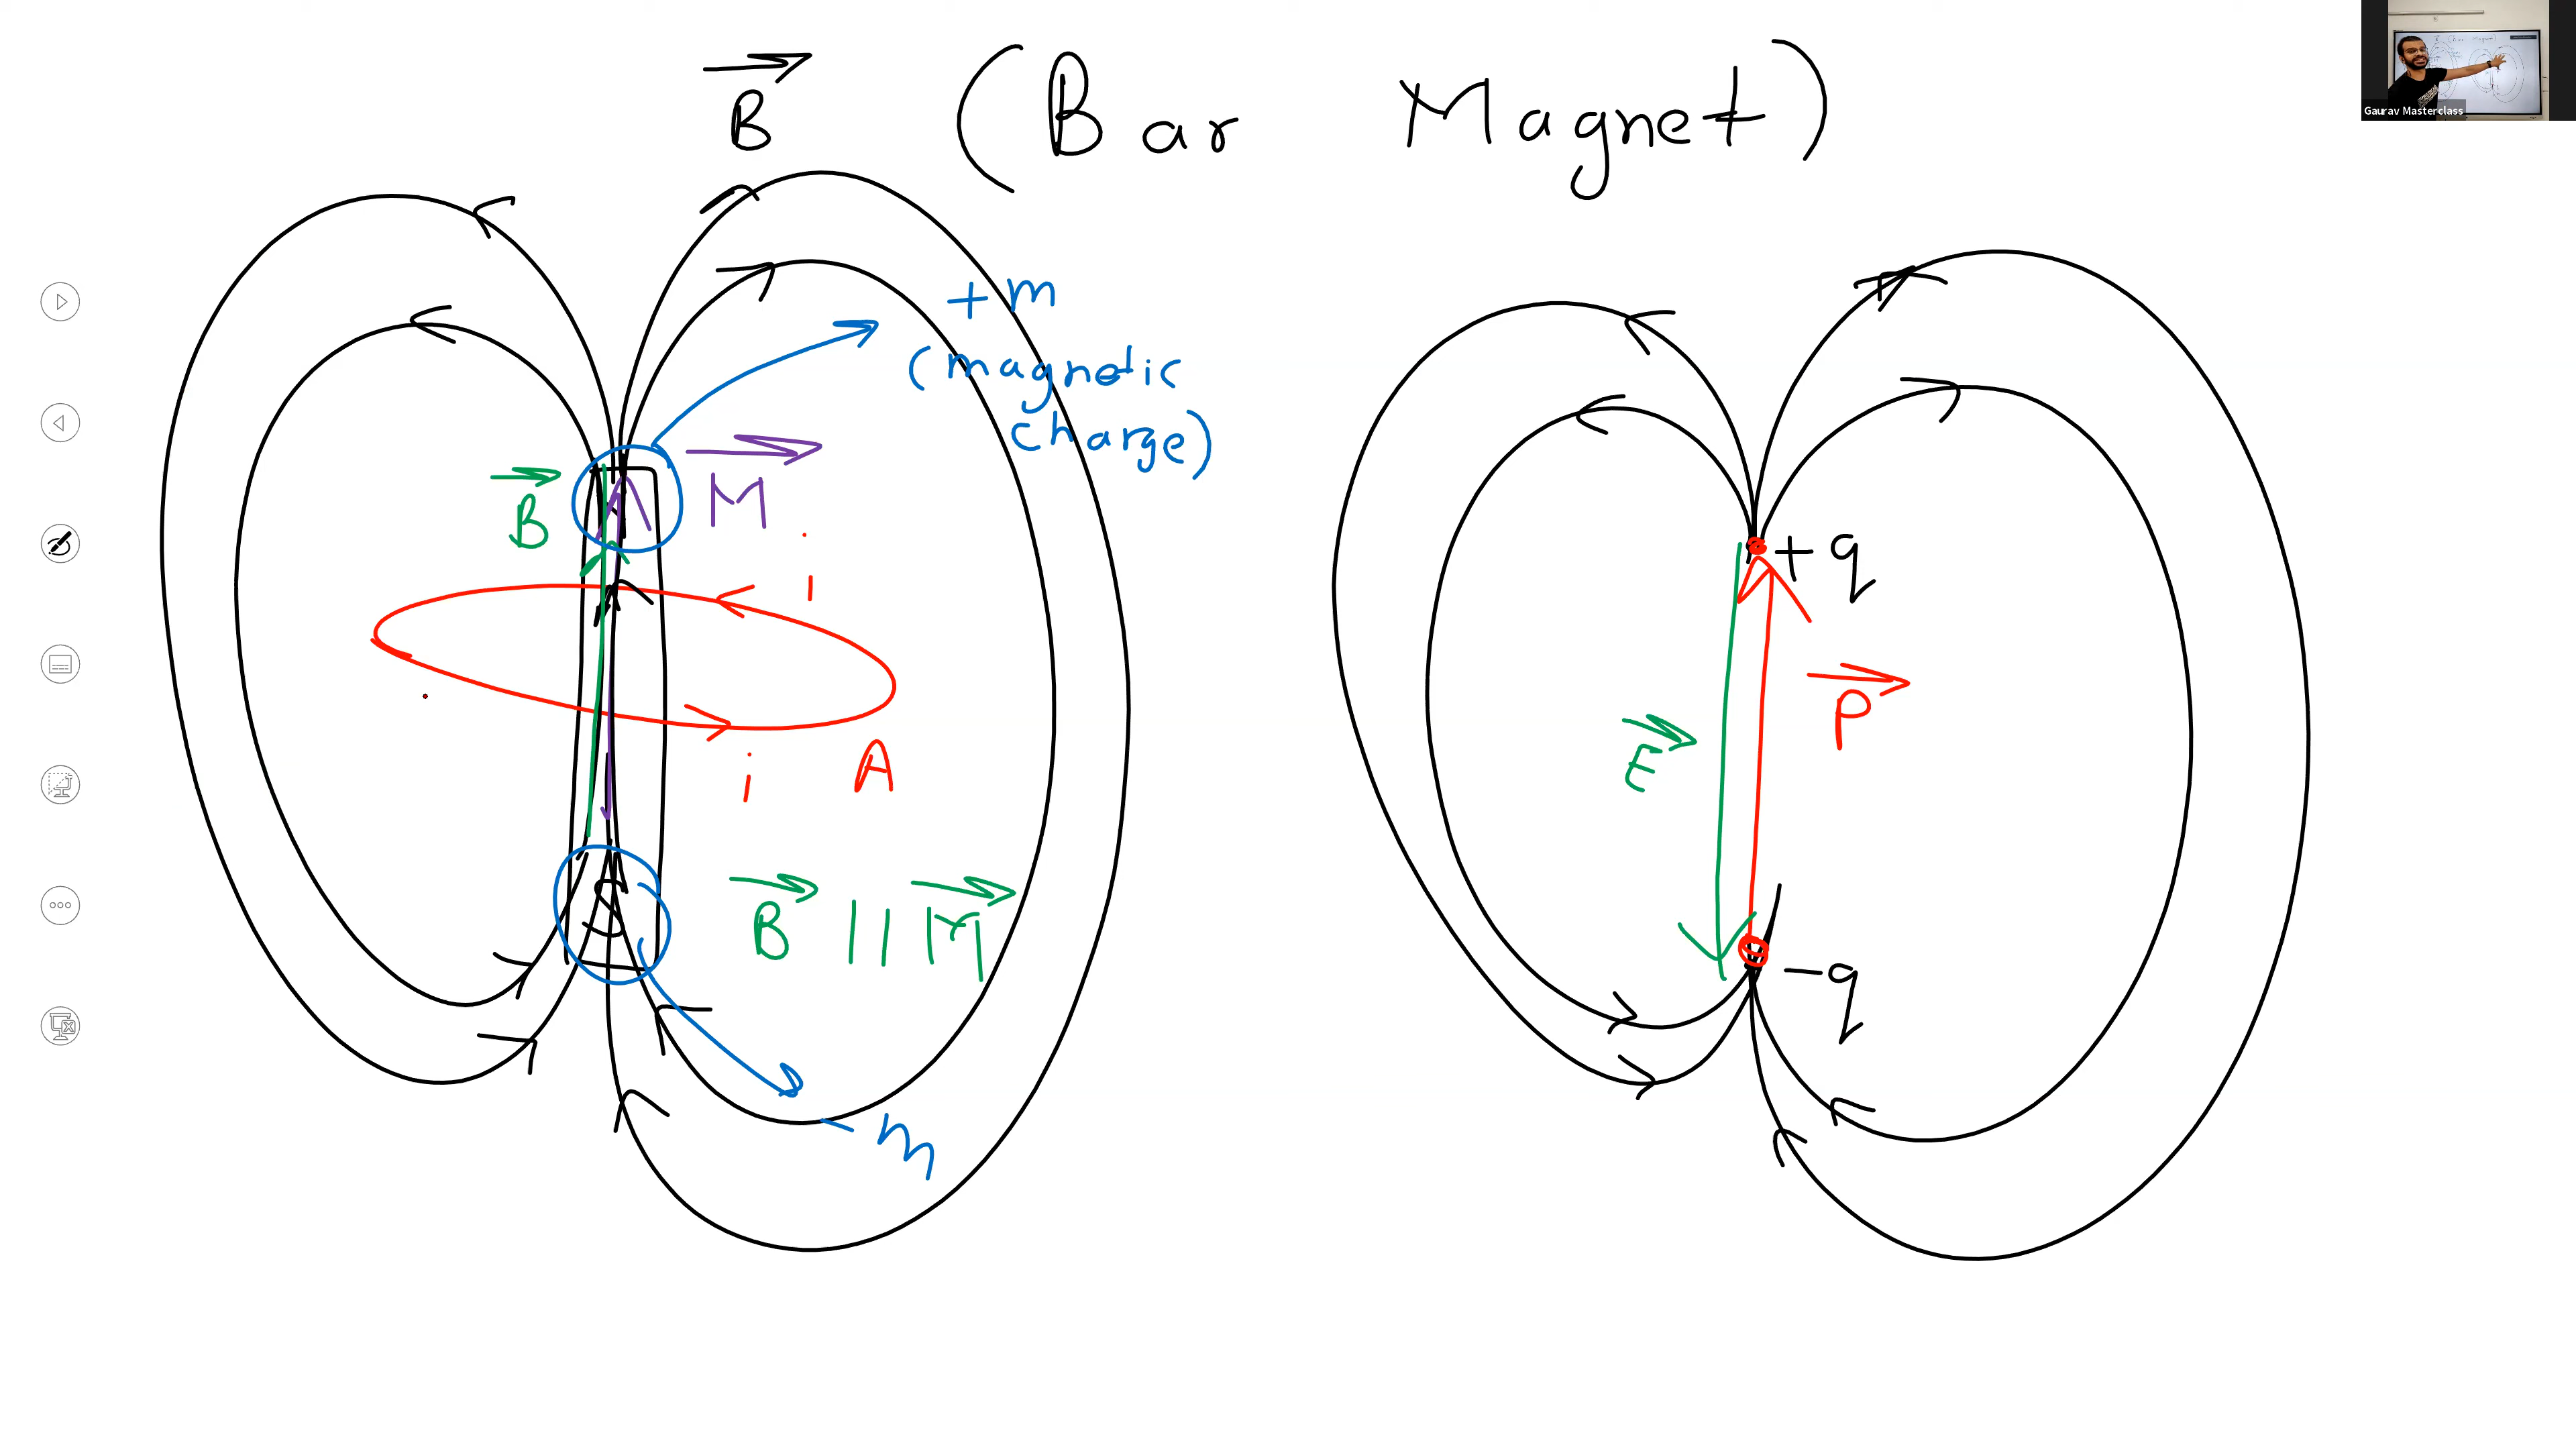 B (Bar Magnet)
Gaurav Masterclass
+m
(magnetic
charge)
B
M
i
i
A
B || M
S
-m
+q
P
E
-q